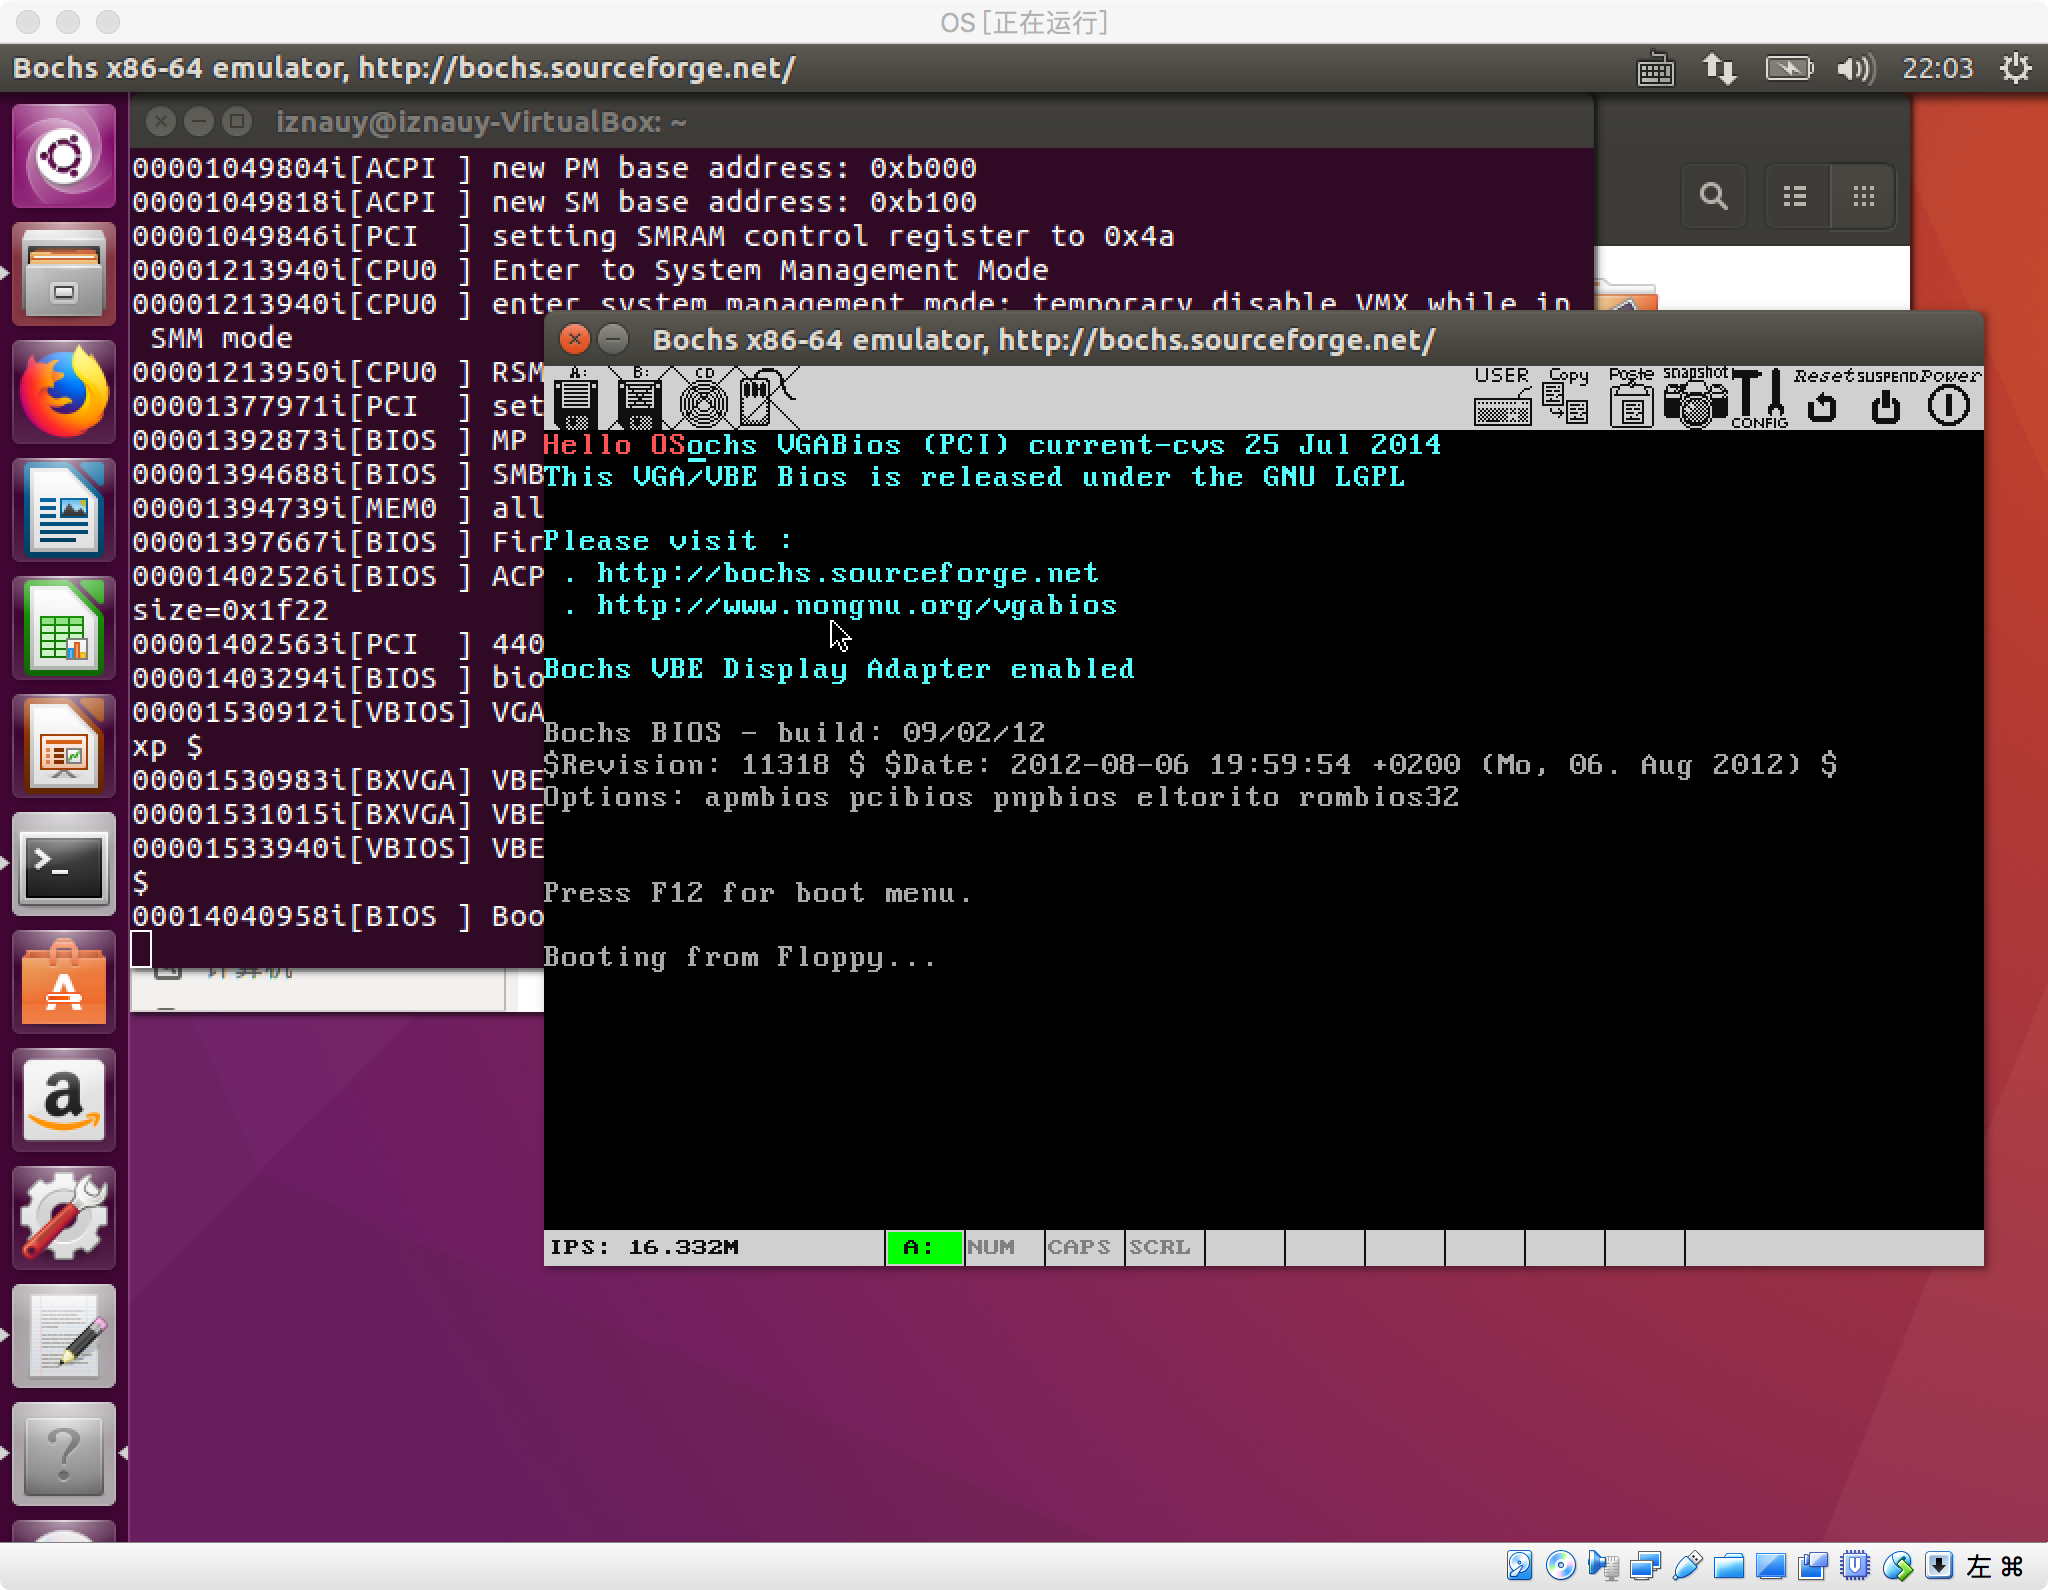 OS [正在运行]
Bochs x86-64 emulator, http://bochs.sourceforge.net/
22:03
iznauy@iznauy-VirtualBox: ~
00001049804i[ACPI ] new PM base address: 0xb000
00001049818i[ACPI ] new SM base address: 0xb100
00001049846i[PCI  ] setting SMRAM control register to 0x4a
00001213940i[CPU0 ] Enter to System Management Mode
00001213940i[CPU0 ] enter system management mode: temporary disable VMX while in
SMM mode
00001213950i[CPU0 ] RSM
00001377971i[PCI  ] set
00001392873i[BIOS ] MP
00001394688i[BIOS ] SMB
00001394739i[MEM0 ] all
00001397667i[BIOS ] Fir
00001402526i[BIOS ] ACP
size=0x1f22
00001402563i[PCI  ] 440
00001403294i[BIOS ] bio
00001530912i[VBIOS] VGA
xp $
00001530983i[BXVGA] VBE
00001531015i[BXVGA] VBE
00001533940i[VBIOS] VBE
$
00014040958i[BIOS ] Boo
计算机
Bochs x86-64 emulator, http://bochs.sourceforge.net/
A: B: CD USER Copy Paste snapshot CONFIG Reset SUSPEND Power
Hello OSochs VGABios (PCI) current-cvs 25 Jul 2014
This VGA/VBE Bios is released under the GNU LGPL
Please visit :
. http://bochs.sourceforge.net
. http://www.nongnu.org/vgabios
Bochs VBE Display Adapter enabled
Bochs BIOS - build: 09/02/12
$Revision: 11318 $ $Date: 2012-08-06 19:59:54 +0200 (Mo, 06. Aug 2012) $
Options: apmbios pcibios pnpbios eltorito rombios32
Press F12 for boot menu.
Booting from Floppy...
IPS: 16.332M A: NUM CAPS SCRL
左 ⌘